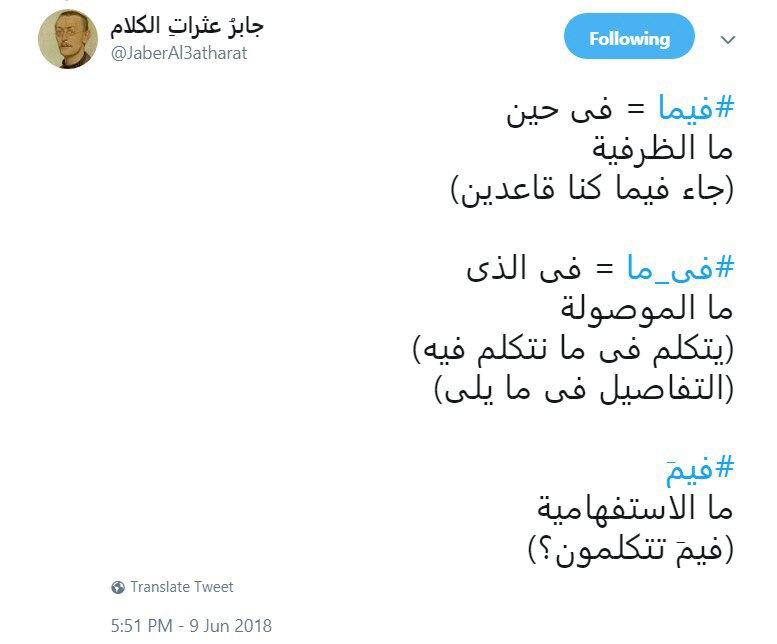 جابرُ عثراتِ الكلام
@JaberAl3atharat
Following
#فيما = فى حين
ما الظرفية
(جاء فيما كنا قاعدين)
#فى_ما = فى الذى
ما الموصولة
(يتكلم فى ما نتكلم فيه)
(التفاصيل فى ما يلى)
#فيمَ
ما الاستفهامية
(فيمَ تتكلمون؟)
Translate Tweet
5:51 PM - 9 Jun 2018